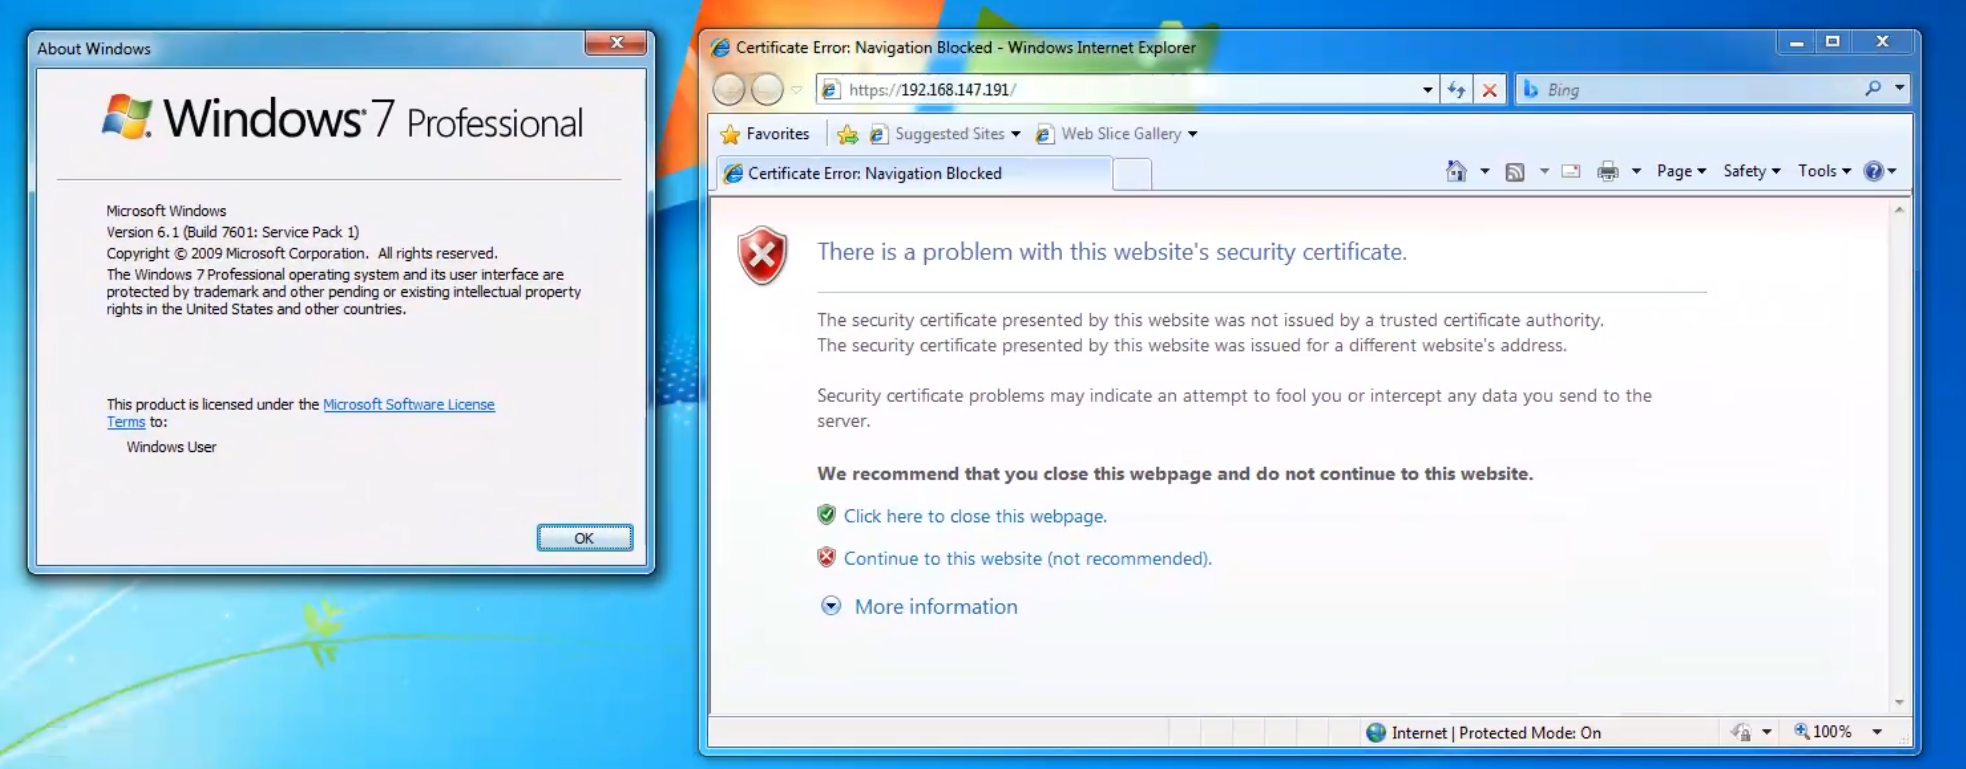 About Windows
Windows 7 Professional
Microsoft Windows
Version 6.1 (Build 7601: Service Pack 1)
Copyright © 2009 Microsoft Corporation. All rights reserved.
The Windows 7 Professional operating system and its user interface are
protected by trademark and other pending or existing intellectual property
rights in the United States and other countries.
This product is licensed under the Microsoft Software License
Terms to:
Windows User
OK
Certificate Error: Navigation Blocked - Windows Internet Explorer
https://192.168.147.191/
Bing
Favorites
Suggested Sites
Web Slice Gallery
Certificate Error: Navigation Blocked
Page
Safety
Tools
There is a problem with this website's security certificate.
The security certificate presented by this website was not issued by a trusted certificate authority.
The security certificate presented by this website was issued for a different website's address.
Security certificate problems may indicate an attempt to fool you or intercept any data you send to the
server.
We recommend that you close this webpage and do not continue to this website.
Click here to close this webpage.
Continue to this website (not recommended).
More information
Internet | Protected Mode: On
100%